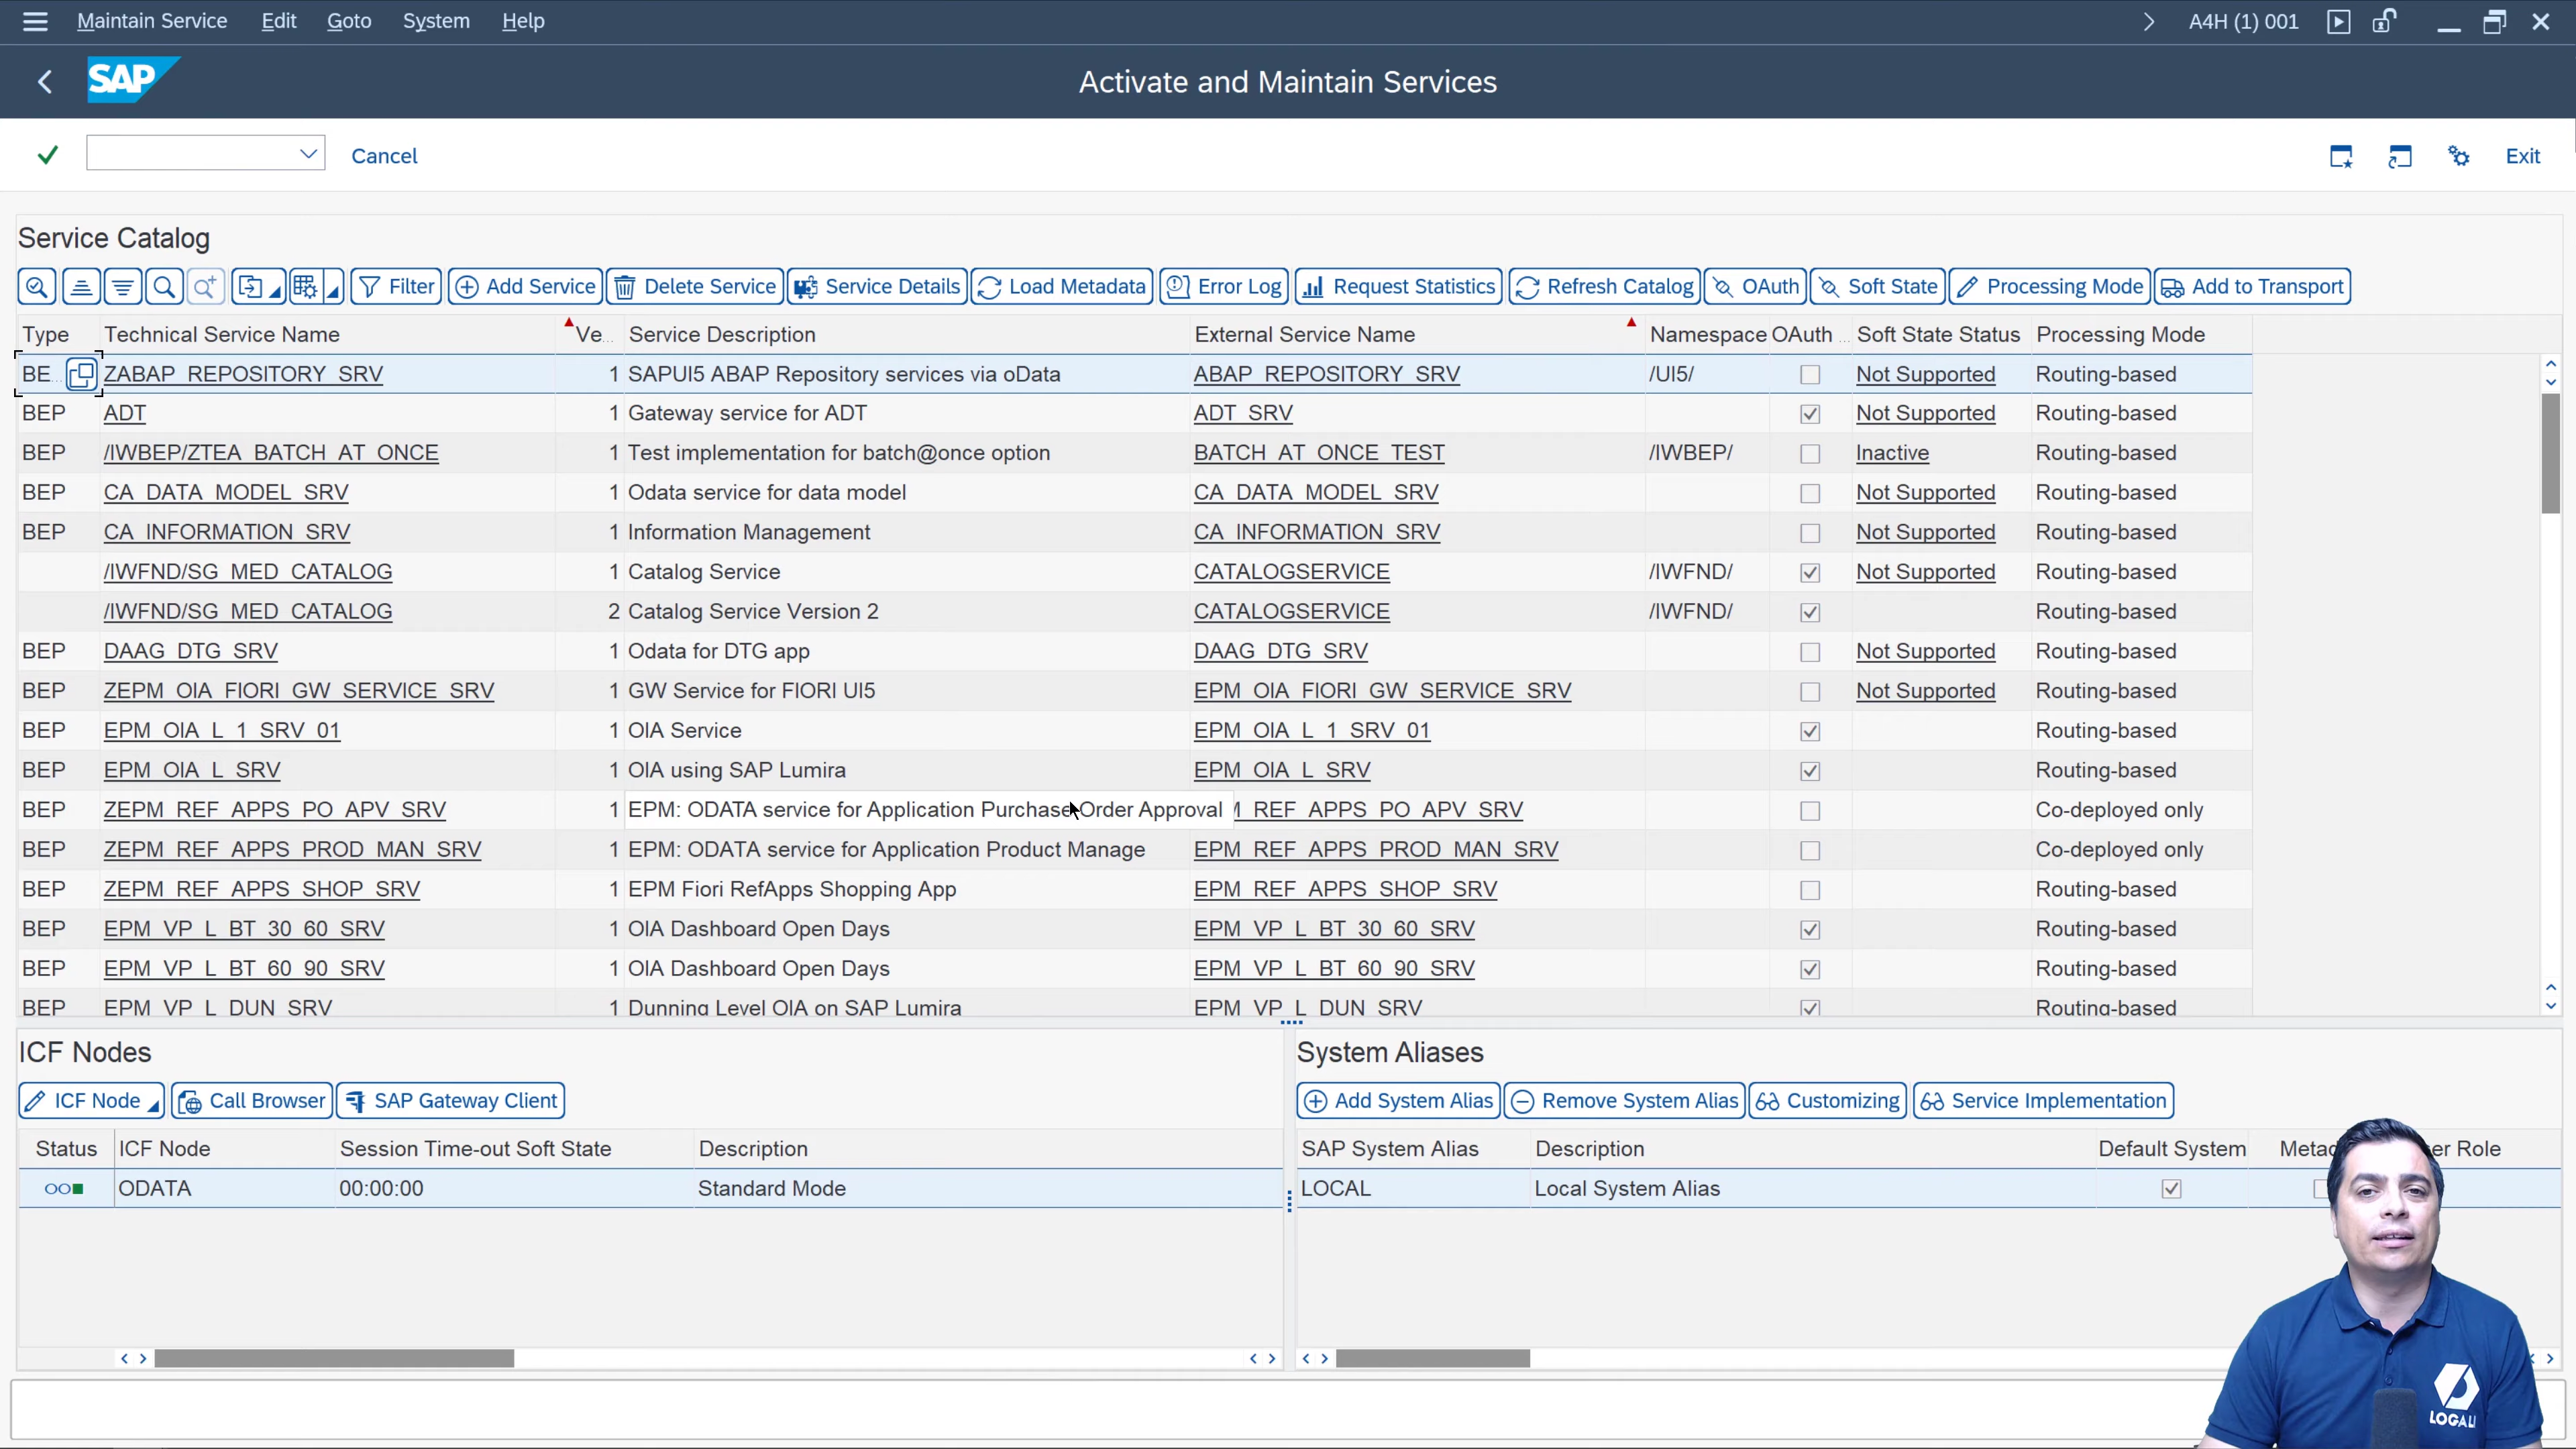 Maintain Service Edit Goto System Help A4H (1) 001
SAP Activate and Maintain Services
Cancel Exit
Service Catalog
Filter Add Service Delete Service Service Details Load Metadata Error Log Request Statistics Refresh Catalog OAuth Soft State Processing Mode Add to Transport
Type Technical Service Name Ve... Service Description External Service Name Namespace OAuth ... Soft State Status Processing Mode
BE... ZABAP_REPOSITORY_SRV 1 SAPUI5 ABAP Repository services via oData ABAP_REPOSITORY_SRV /UI5/ Not Supported Routing-based
BEP ADT 1 Gateway service for ADT ADT_SRV Not Supported Routing-based
BEP /IWBEP/ZTEA_BATCH_AT_ONCE 1 Test implementation for batch@once option BATCH_AT_ONCE_TEST /IWBEP/ Inactive Routing-based
BEP CA_DATA_MODEL_SRV 1 Odata service for data model CA_DATA_MODEL_SRV Not Supported Routing-based
BEP CA_INFORMATION_SRV 1 Information Management CA_INFORMATION_SRV Not Supported Routing-based
/IWFND/SG_MED_CATALOG 1 Catalog Service CATALOGSERVICE /IWFND/ Not Supported Routing-based
/IWFND/SG_MED_CATALOG 2 Catalog Service Version 2 CATALOGSERVICE /IWFND/ Routing-based
BEP DAAG_DTG_SRV 1 Odata for DTG app DAAG_DTG_SRV Not Supported Routing-based
BEP ZEPM_OIA_FIORI_GW_SERVICE_SRV 1 GW Service for FIORI UI5 EPM_OIA_FIORI_GW_SERVICE_SRV Not Supported Routing-based
BEP EPM_OIA_L_1_SRV_01 1 OIA Service EPM_OIA_L_1_SRV_01 Routing-based
BEP EPM_OIA_L_SRV 1 OIA using SAP Lumira EPM_OIA_L_SRV Routing-based
BEP ZEPM_REF_APPS_PO_APV_SRV 1 EPM: ODATA service for Application Purchase Order Approval M_REF_APPS_PO_APV_SRV Co-deployed only
BEP ZEPM_REF_APPS_PROD_MAN_SRV 1 EPM: ODATA service for Application Product Manage EPM_REF_APPS_PROD_MAN_SRV Co-deployed only
BEP ZEPM_REF_APPS_SHOP_SRV 1 EPM Fiori RefApps Shopping App EPM_REF_APPS_SHOP_SRV Routing-based
BEP EPM_VP_L_BT_30_60_SRV 1 OIA Dashboard Open Days EPM_VP_L_BT_30_60_SRV Routing-based
BEP EPM_VP_L_BT_60_90_SRV 1 OIA Dashboard Open Days EPM_VP_L_BT_60_90_SRV Routing-based
BEP EPM_VP_L_DUN_SRV 1 Dunning Level OIA on SAP Lumira EPM_VP_L_DUN_SRV Routing-based
ICF Nodes
ICF Node Call Browser SAP Gateway Client
Status ICF Node Session Time-out Soft State Description
ODATA 00:00:00 Standard Mode
System Aliases
Add System Alias Remove System Alias Customizing Service Implementation
SAP System Alias Description Default System Metad er Role
LOCAL Local System Alias
LOGALI